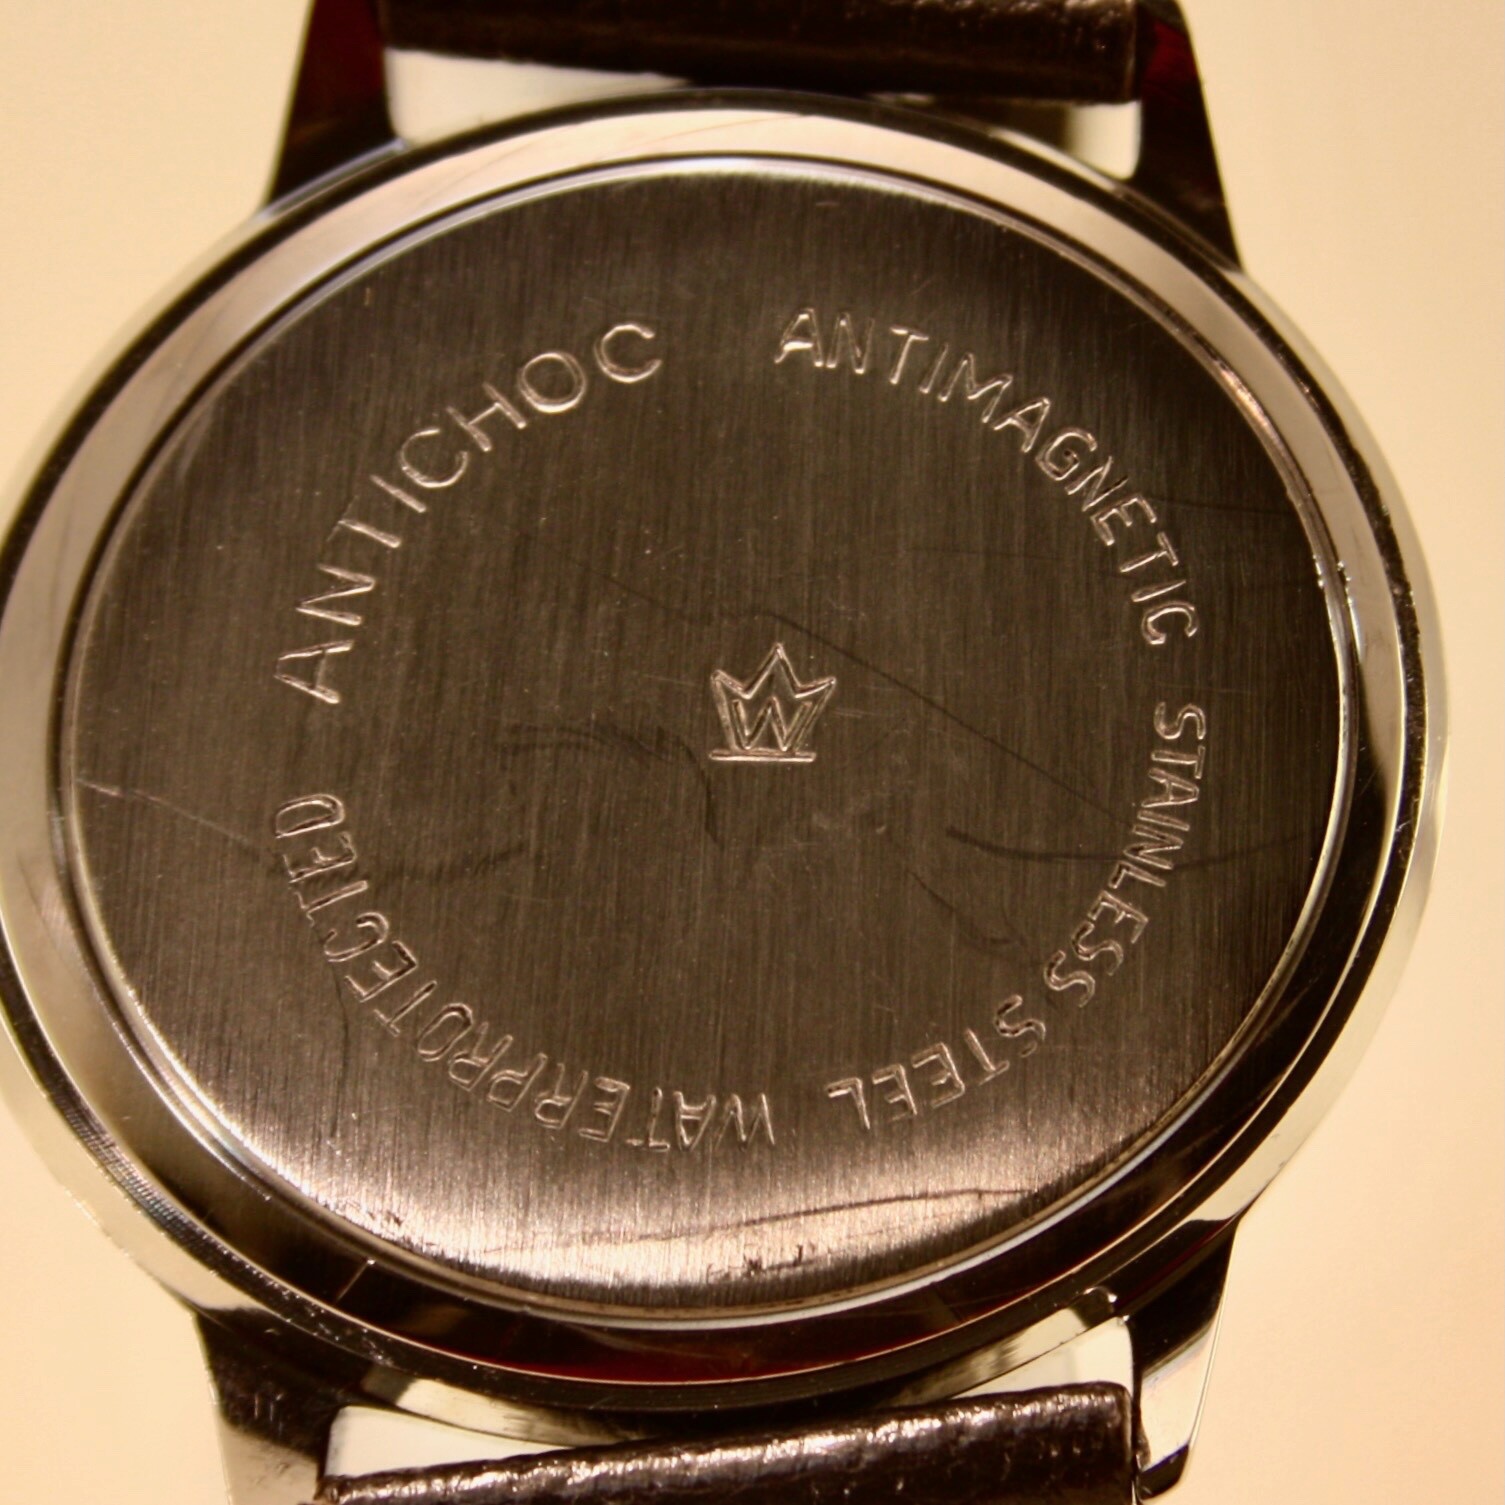 ANTICHOC
ANTIMAGNETIC
STAINLESS STEEL
WATERPROTECTED
W